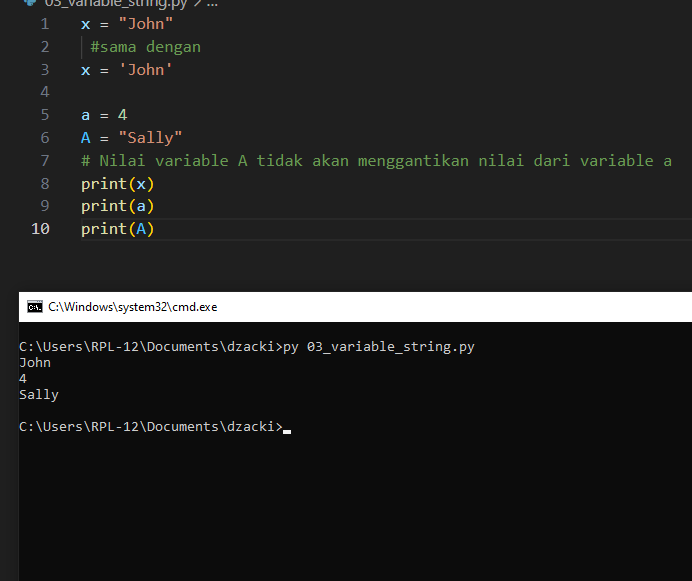 03_variable_string.py > ...
1 x = "John"
2 #sama dengan
3 x = 'John'
4
5 a = 4
6 A = "Sally"
7 # Nilai variable A tidak akan menggantikan nilai dari variable a
8 print(x)
9 print(a)
10 print(A)
C:\Windows\system32\cmd.exe
C:\Users\RPL-12\Documents\dzacki>py 03_variable_string.py
John
4
Sally
C:\Users\RPL-12\Documents\dzacki>